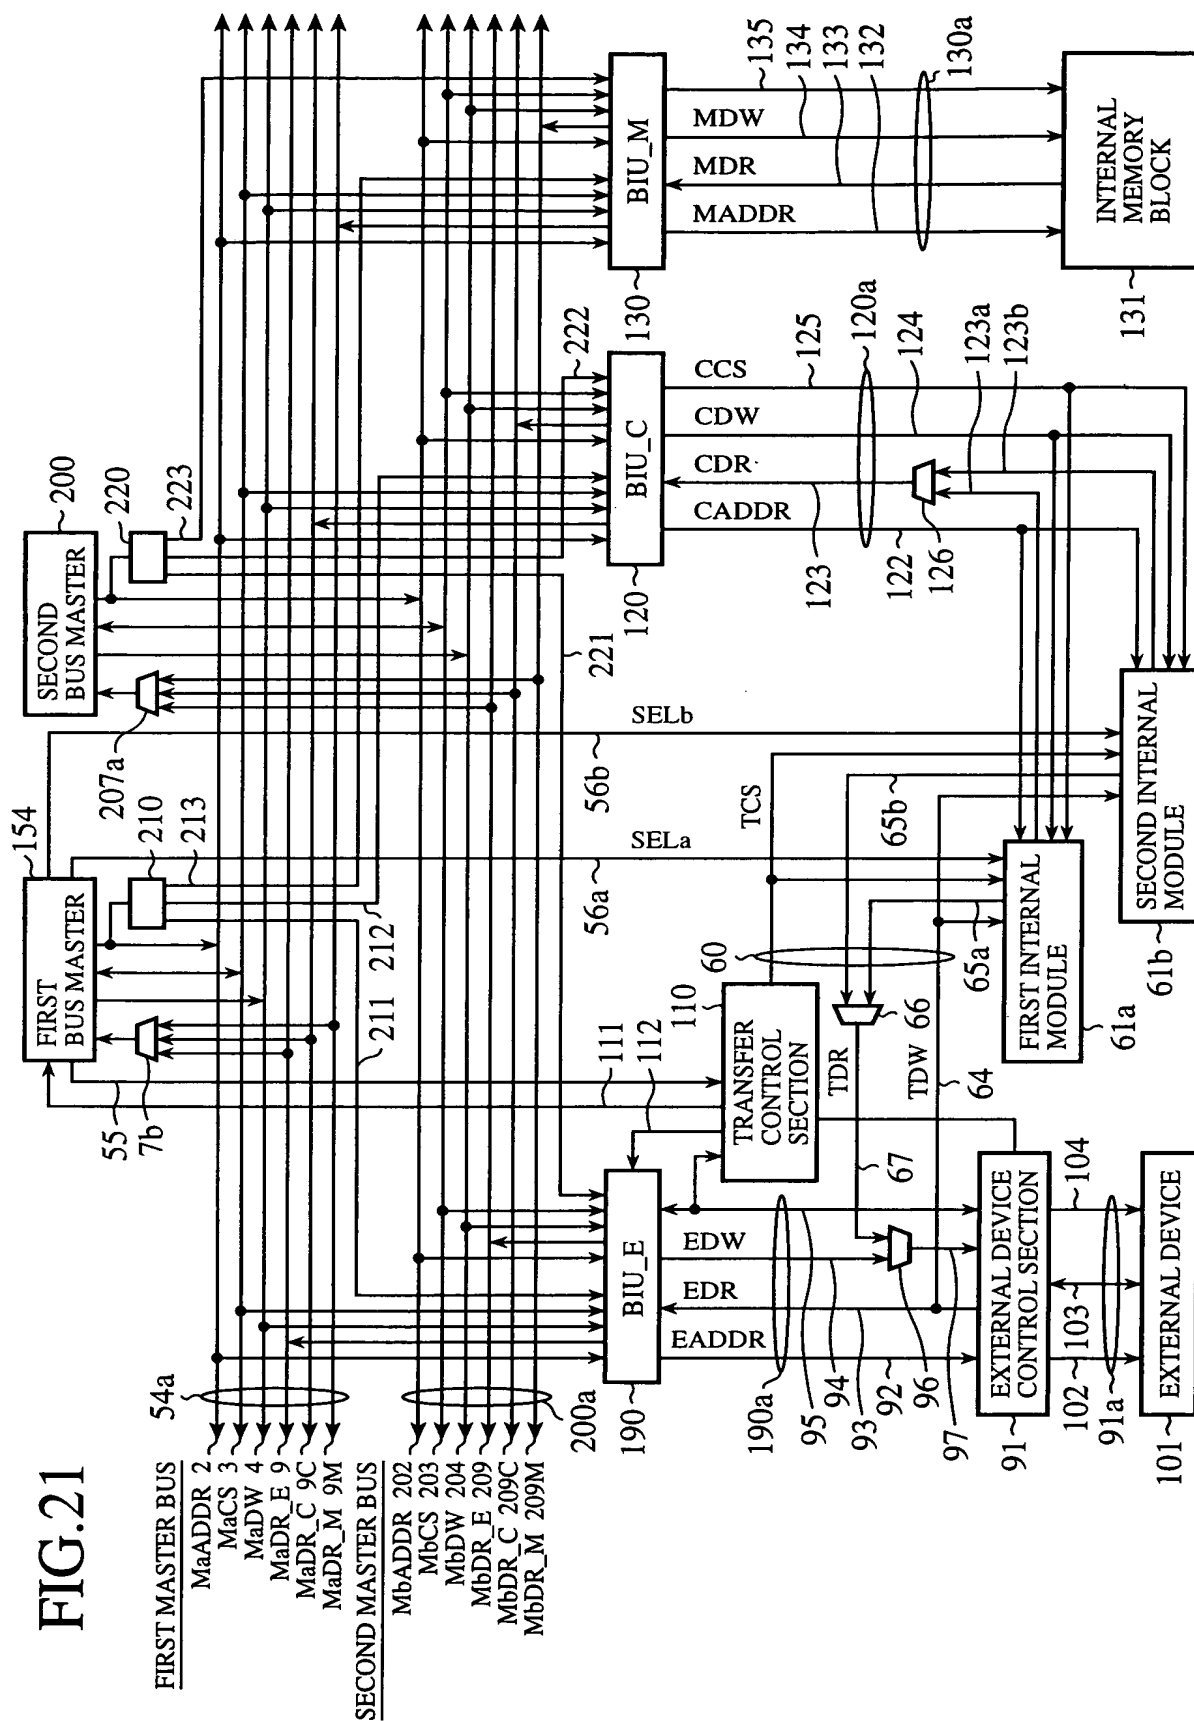 FIG.21
FIRST MASTER BUS
MaADDR 2
MaCS 3
MaDW 4
MaDR_E 9
MaDR_C 9C
MaDR_M 9M
SECOND MASTER BUS
MbADDR 202
MbCS 203
MbDW 204
MbDR_E 209
MbDR_C 209C
MbDR_M 209M
54a
200a
55
7b
FIRST
BUS MASTER
154
210
213
211
212
207a
SECOND
BUS MASTER
200
220
223
221
222
111
112
190
BIU_E
120
BIU_C
130
BIU_M
190a
95
94
93
92
96
97
EADDR
EDR
EDW
TRANSFER
CONTROL
SECTION
110
60
66
TDR
67
TDW
64
TCS
56a
SELa
56b
SELb
65a
65b
FIRST INTERNAL
MODULE
61a
SECOND INTERNAL
MODULE
61b
CADDR
CDR
CDW
CCS
122
123
126
123a
123b
124
120a
125
MADDR
MDR
MDW
132
133
134
135
130a
INTERNAL
MEMORY
BLOCK
131
91
EXTERNAL DEVICE
CONTROL SECTION
102
103
104
91a
101
EXTERNAL DEVICE